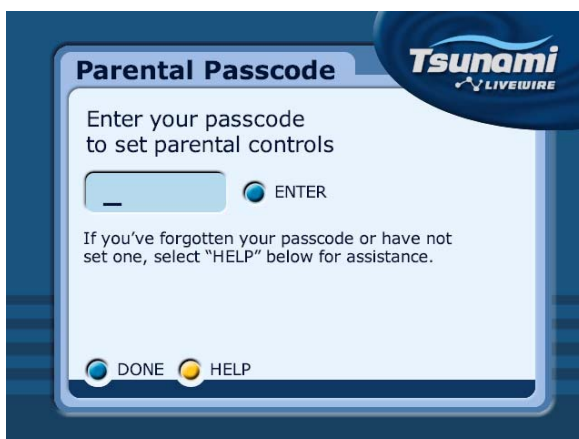 Tsunami
LIVEWIRE
Parental Passcode
Enter your passcode
to set parental controls
_
ENTER
If you've forgotten your passcode or have not
set one, select "HELP" below for assistance.
DONE HELP